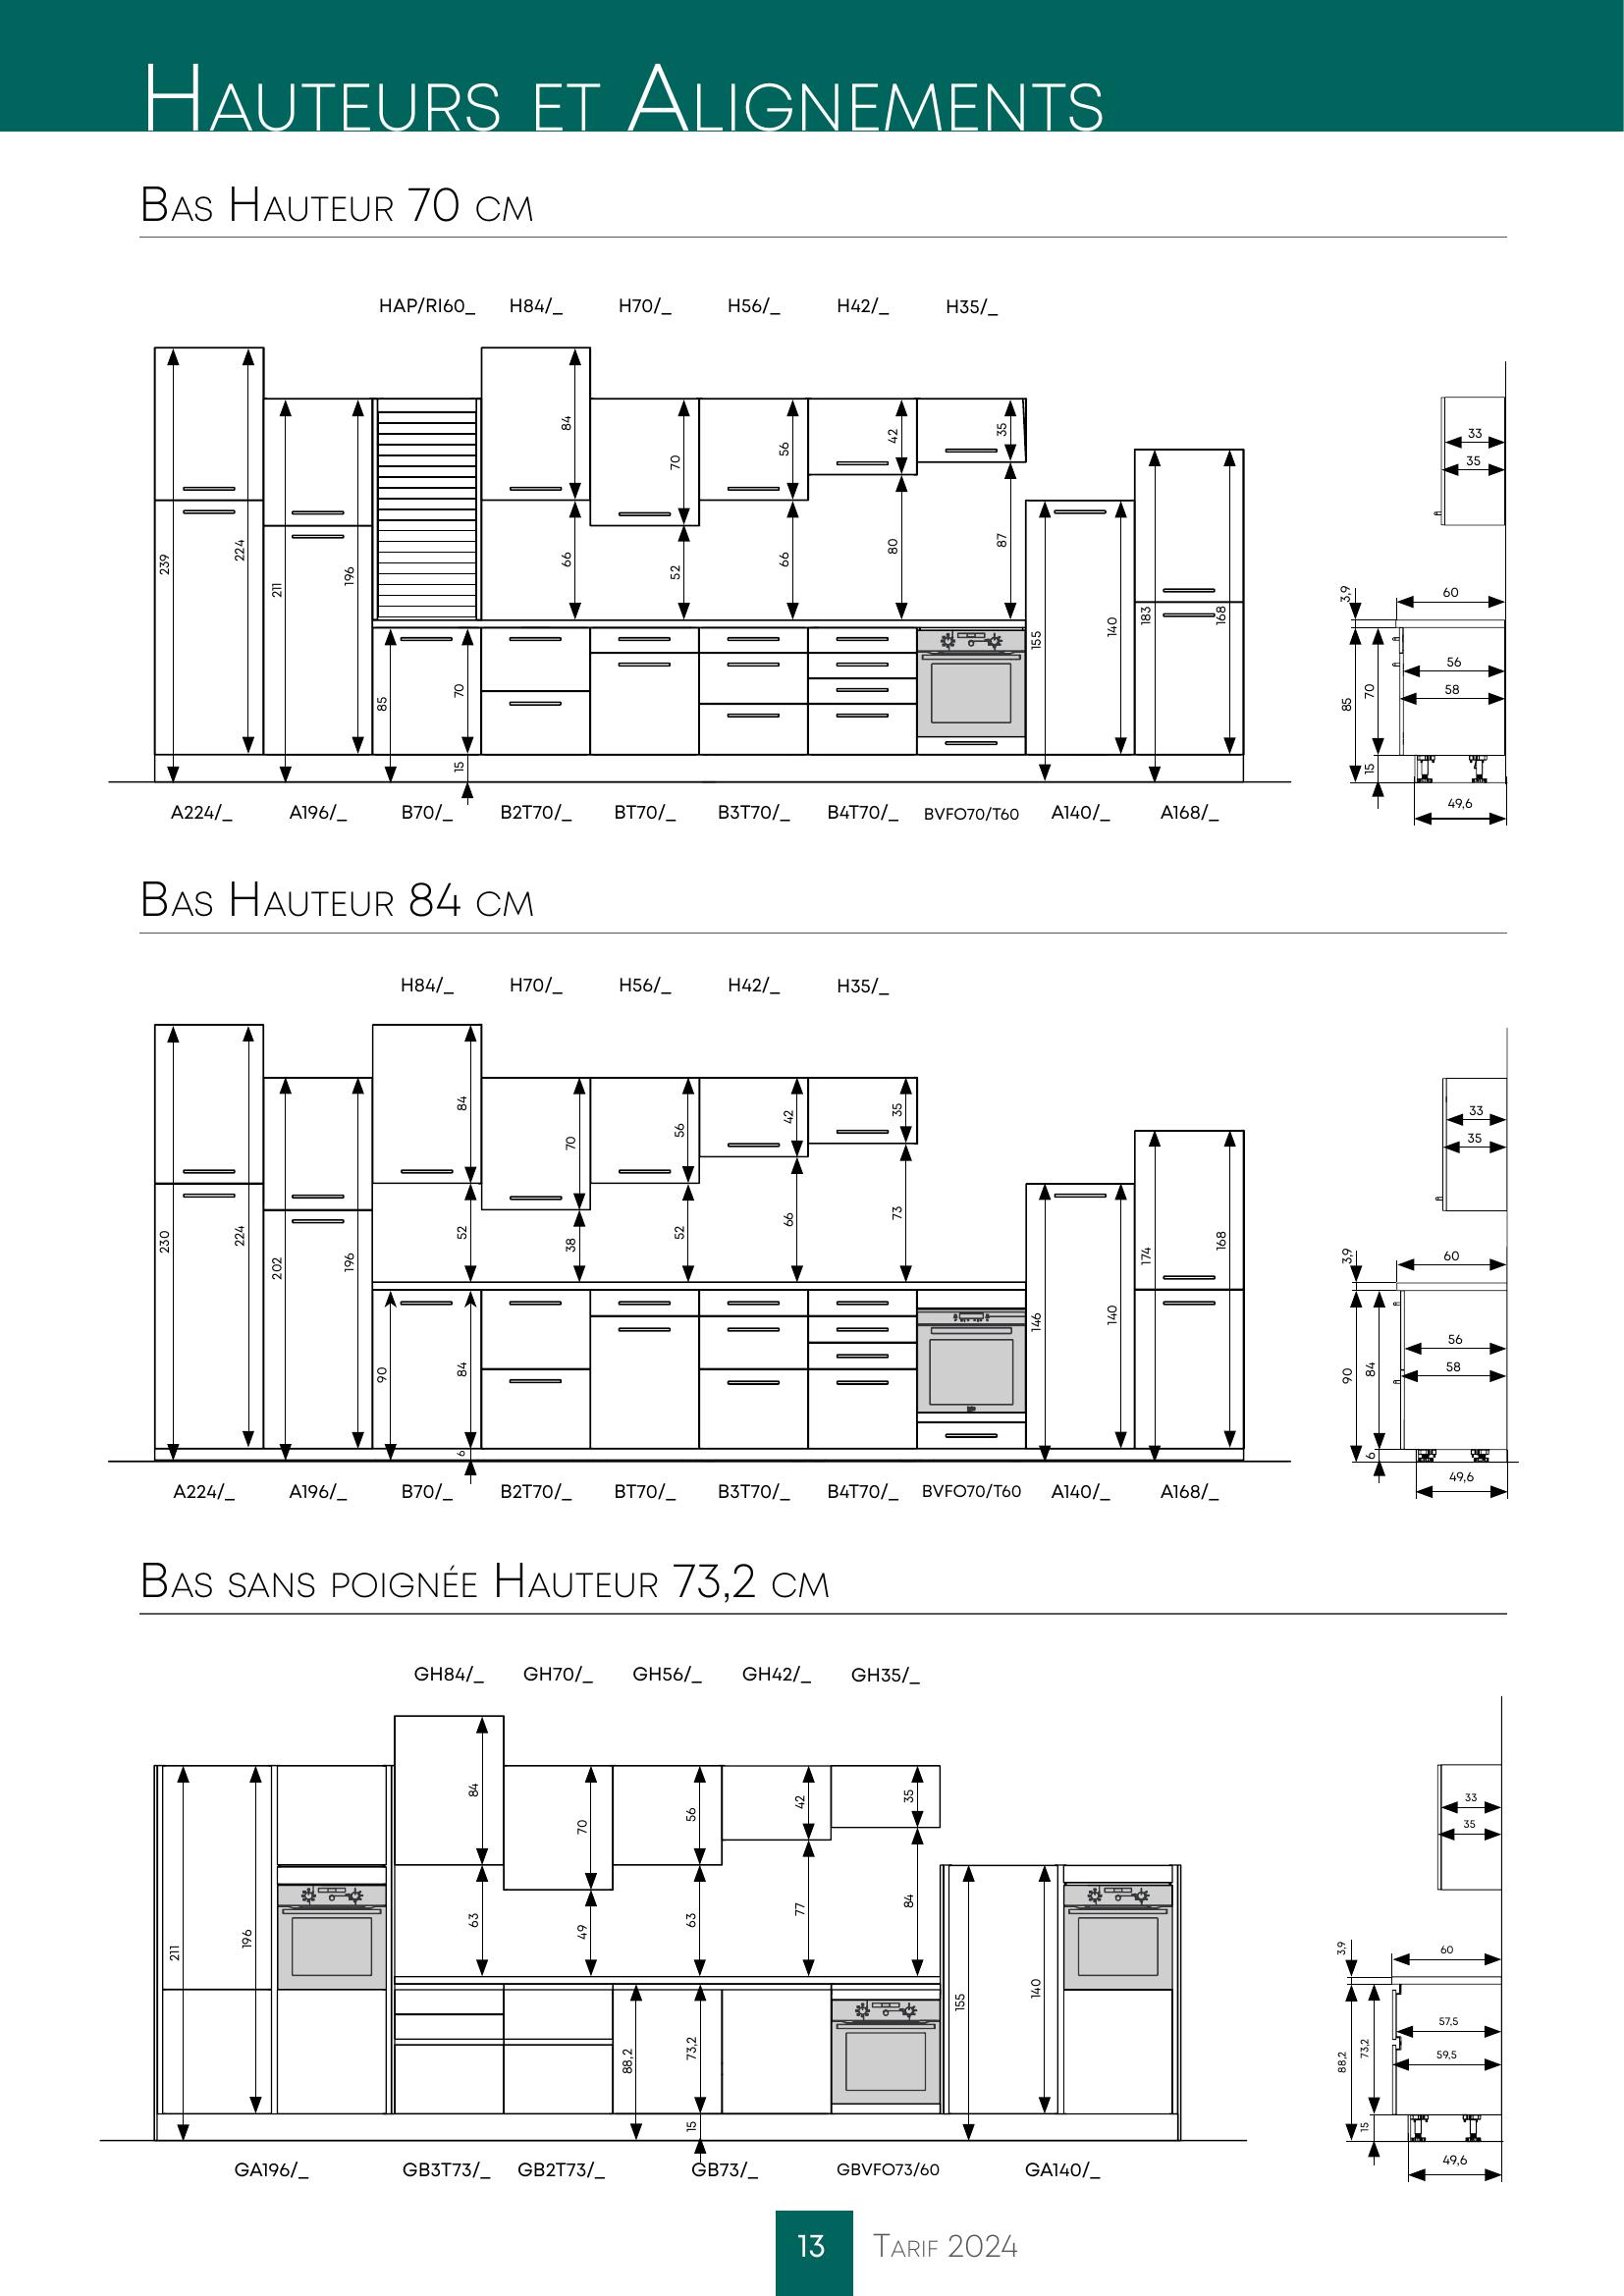 Hauteurs et Alignements
Bas Hauteur 70 cm
HAP/RI60_ H84/_ H70/_ H56/_ H42/_ H35/_
239 224 211 196 84 66 70 52 56 66 42 80 35 87
85 70 15 155 140 183 168
33
35
3,9 60
56
58
85 70 15
49,6
A224/_ A196/_ B70/_ B2T70/_ BT70/_ B3T70/_ B4T70/_ BVFO70/T60 A140/_ A168/_
Bas Hauteur 84 cm
H84/_ H70/_ H56/_ H42/_ H35/_
230 224 202 196 84 52 70 38 56 52 42 66 35 73
90 84 6 146 140 174 168
33
35
3,9 60
56
58
90 84 6
49,6
A224/_ A196/_ B70/_ B2T70/_ BT70/_ B3T70/_ B4T70/_ BVFO70/T60 A140/_ A168/_
Bas sans poignée Hauteur 73,2 cm
GH84/_ GH70/_ GH56/_ GH42/_ GH35/_
211 196 84 63 70 49 56 63 42 77 35 84
88,2 73,2 15 155 140
33
35
3,9 60
57,5
59,5
88,2 73,2 15
49,6
GA196/_ GB3T73/_ GB2T73/_ GB73/_ GBVFO73/60 GA140/_
13 Tarif 2024